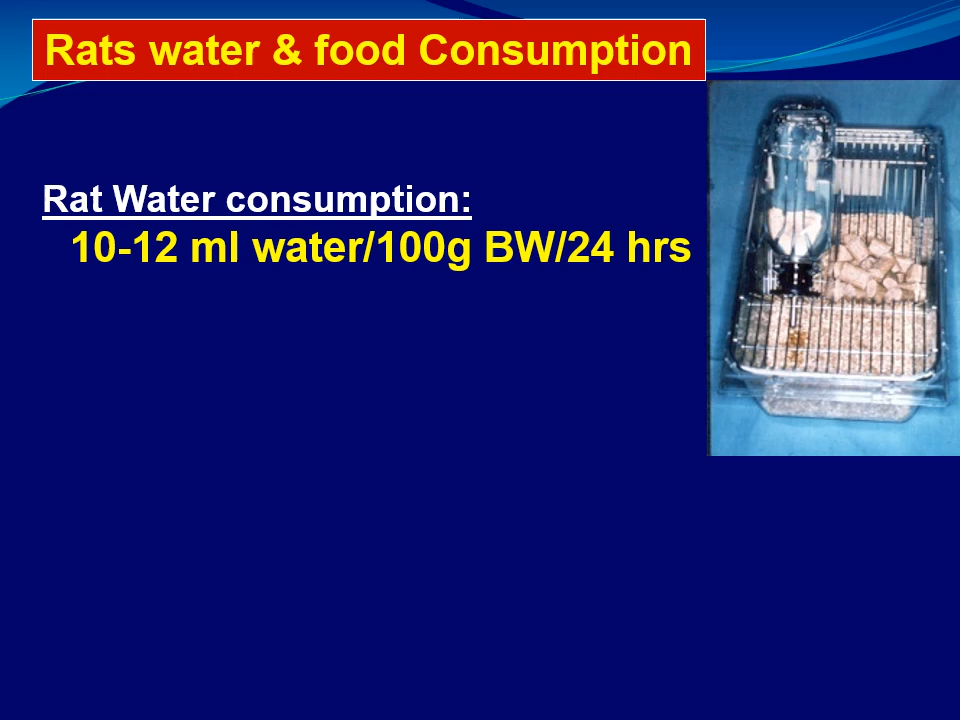 Rats water & food Consumption
Rat Water consumption:
10-12 ml water/100g BW/24 hrs